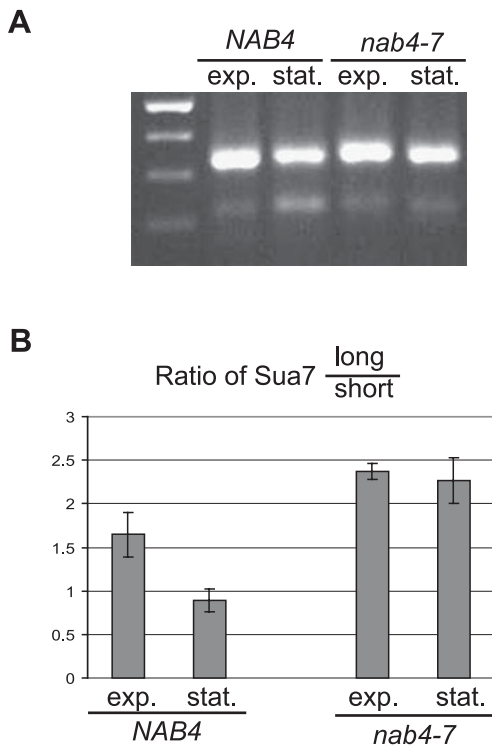 A
NAB4 nab4-7
exp. stat. exp. stat.
B
Ratio of Sua7 long
short
3
2.5
2
1.5
1
0.5
0
exp. stat. exp. stat.
NAB4 nab4-7